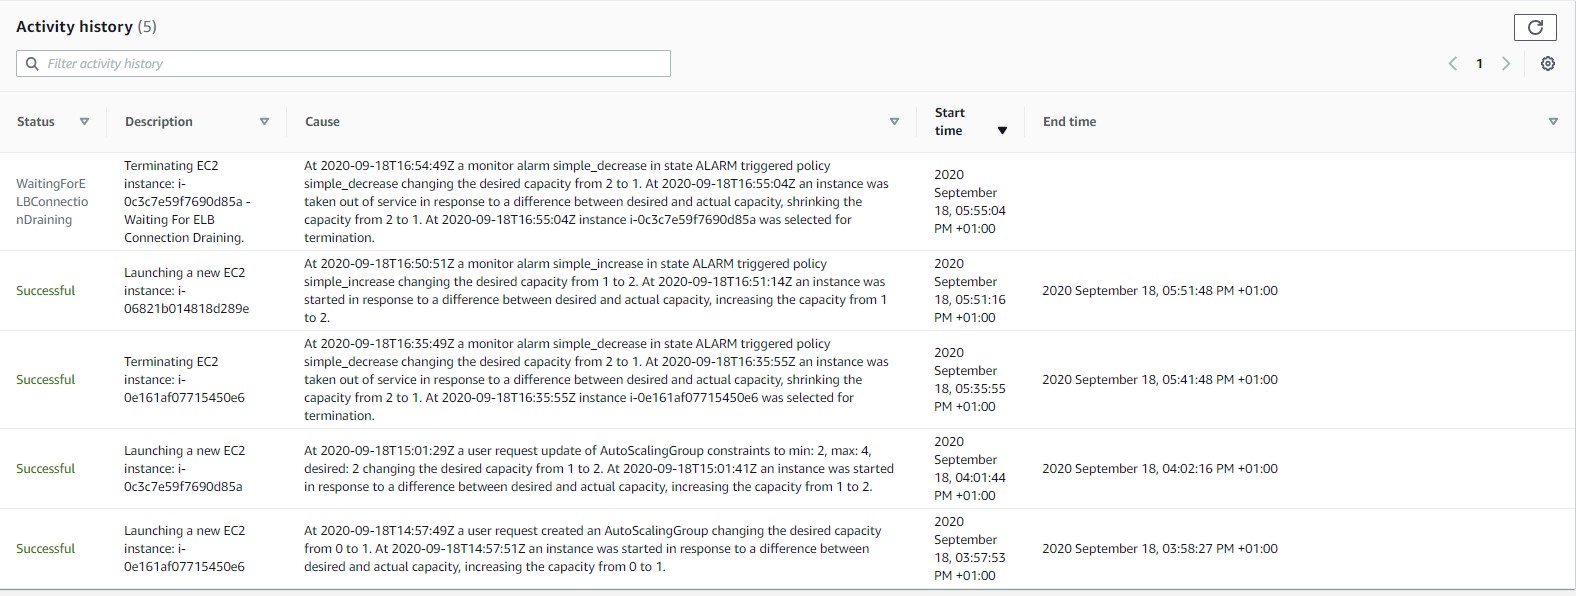 Activity history (5)
Filter activity history
1
Status
Description
Cause
Start
time
End time
WaitingForE
LBConnectio
nDraining
Terminating EC2
instance: i-
0c3c7e59f7690d85a -
Waiting For ELB
Connection Draining.
At 2020-09-18T16:54:49Z a monitor alarm simple_decrease in state ALARM triggered policy
simple_decrease changing the desired capacity from 2 to 1. At 2020-09-18T16:55:04Z an instance was
taken out of service in response to a difference between desired and actual capacity, shrinking the
capacity from 2 to 1. At 2020-09-18T16:55:04Z instance i-0c3c7e59f7690d85a was selected for
termination.
2020
September
18, 05:55:04
PM +01:00
Successful
Launching a new EC2
instance: i-
06821b014818d289e
At 2020-09-18T16:50:51Z a monitor alarm simple_increase in state ALARM triggered policy
simple_increase changing the desired capacity from 1 to 2. At 2020-09-18T16:51:14Z an instance was
started in response to a difference between desired and actual capacity, increasing the capacity from 1
to 2.
2020
September
18, 05:51:16
PM +01:00
2020 September 18, 05:51:48 PM +01:00
Successful
Terminating EC2
instance: i-
0e161af07715450e6
At 2020-09-18T16:35:49Z a monitor alarm simple_decrease in state ALARM triggered policy
simple_decrease changing the desired capacity from 2 to 1. At 2020-09-18T16:35:55Z an instance was
taken out of service in response to a difference between desired and actual capacity, shrinking the
capacity from 2 to 1. At 2020-09-18T16:35:55Z instance i-0e161af07715450e6 was selected for
termination.
2020
September
18, 05:35:55
PM +01:00
2020 September 18, 05:41:48 PM +01:00
Successful
Launching a new EC2
instance: i-
0c3c7e59f7690d85a
At 2020-09-18T15:01:29Z a user request update of AutoScalingGroup constraints to min: 2, max: 4,
desired: 2 changing the desired capacity from 1 to 2. At 2020-09-18T15:01:41Z an instance was started
in response to a difference between desired and actual capacity, increasing the capacity from 1 to 2.
2020
September
18, 04:01:44
PM +01:00
2020 September 18, 04:02:16 PM +01:00
Successful
Launching a new EC2
instance: i-
0e161af07715450e6
At 2020-09-18T14:57:49Z a user request created an AutoScalingGroup changing the desired capacity
from 0 to 1. At 2020-09-18T14:57:51Z an instance was started in response to a difference between
desired and actual capacity, increasing the capacity from 0 to 1.
2020
September
18, 03:57:53
PM +01:00
2020 September 18, 03:58:27 PM +01:00